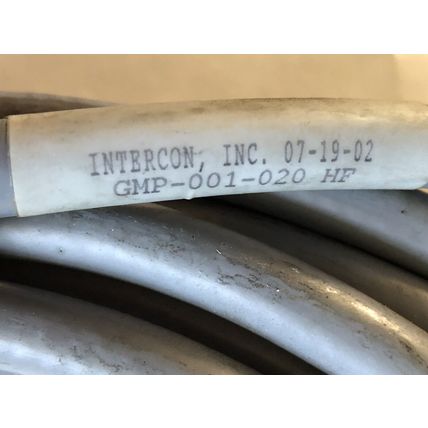 INTERCON, INC. 07-19-02
GMP-001-020 HF